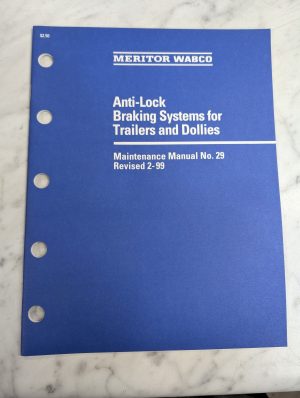 MERITOR WABCO
Anti-Lock
Braking Systems for
Trailers and Dollies
Maintenance Manual No. 29
Revised 2-99